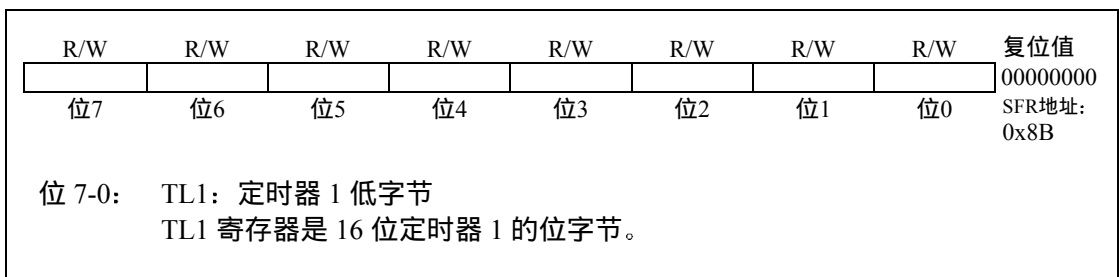 R/W R/W R/W R/W R/W R/W R/W R/W 复位值
00000000
位7 位6 位5 位4 位3 位2 位1 位0 SFR地址：
0x8B
位 7-0： TL1：定时器 1 低字节
TL1 寄存器是 16 位定时器 1 的位字节。